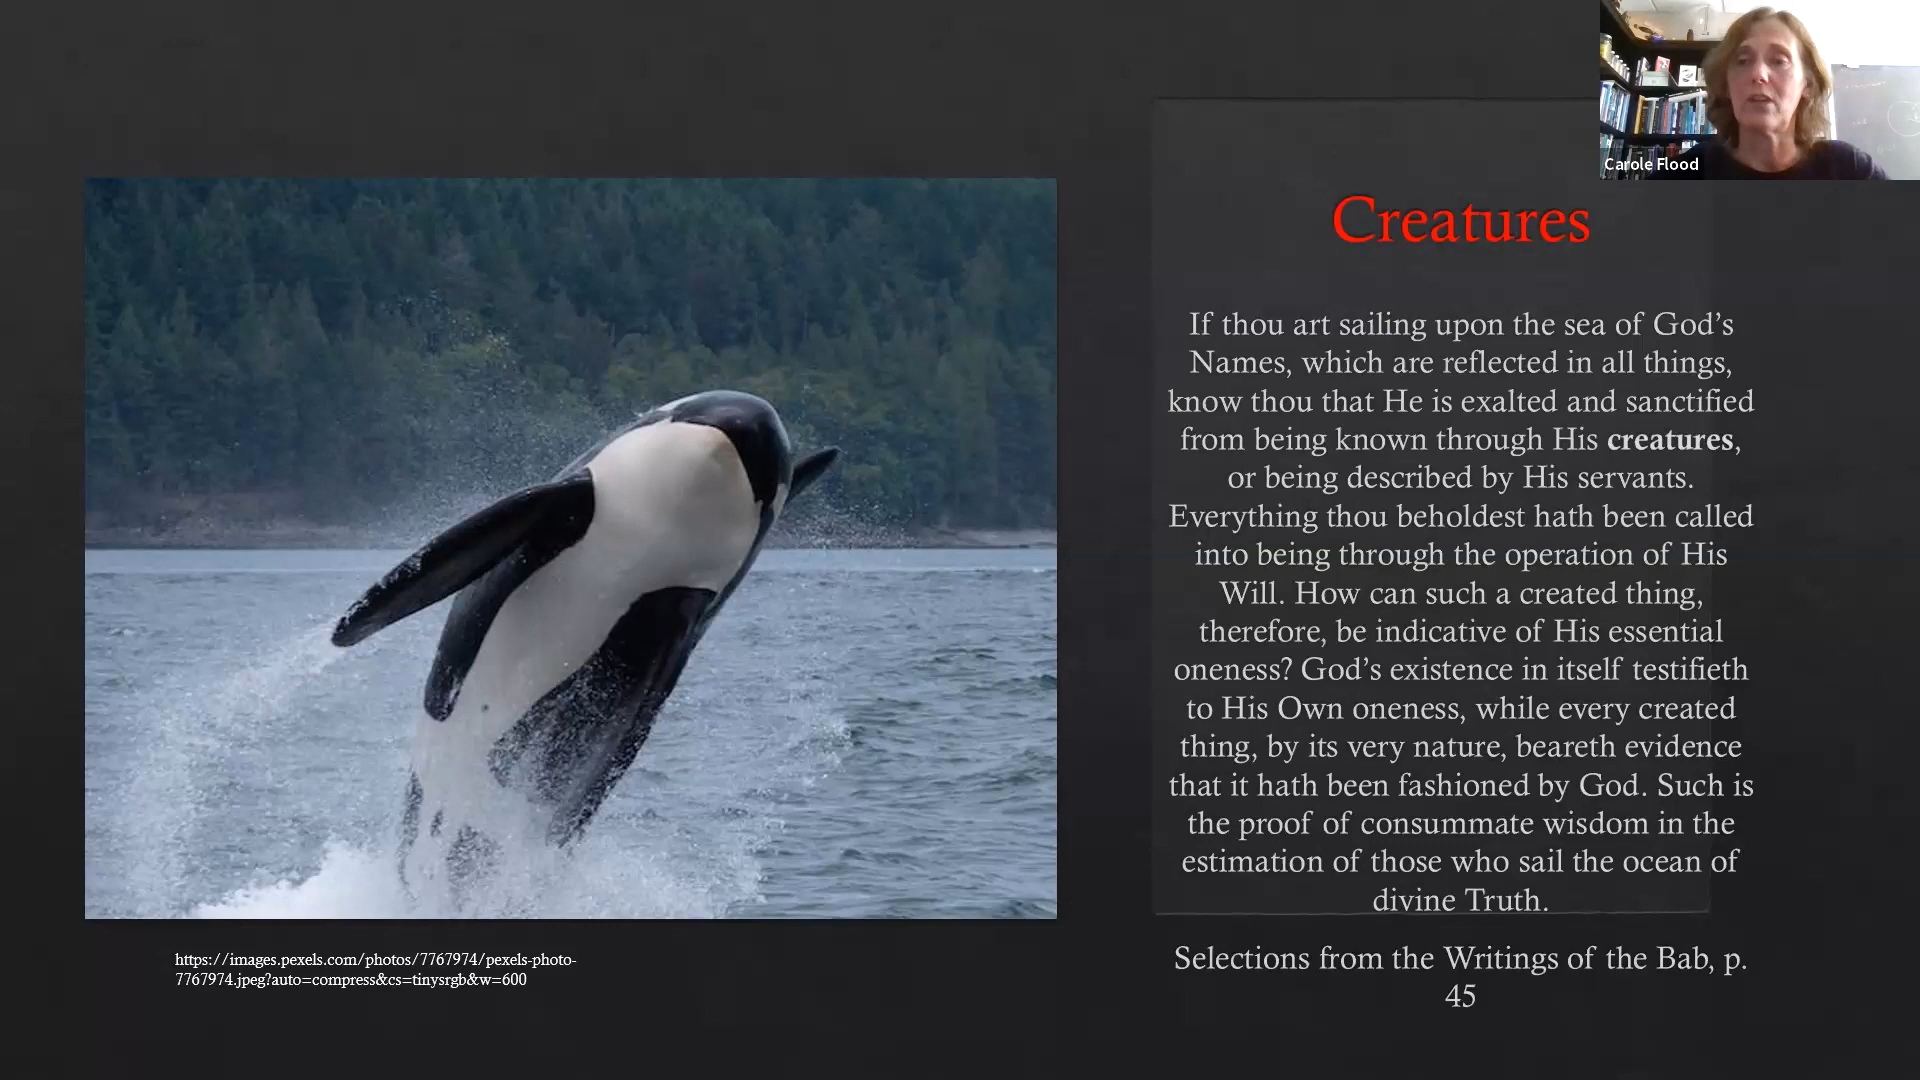 Carole Flood
Creatures
If thou art sailing upon the sea of God’s
Names, which are reflected in all things,
know thou that He is exalted and sanctified
from being known through His creatures,
or being described by His servants.
Everything thou beholdest hath been called
into being through the operation of His
Will. How can such a created thing,
therefore, be indicative of His essential
oneness? God’s existence in itself testifieth
to His Own oneness, while every created
thing, by its very nature, beareth evidence
that it hath been fashioned by God. Such is
the proof of consummate wisdom in the
estimation of those who sail the ocean of
divine Truth.
Selections from the Writings of the Bab, p.
45
https://images.pexels.com/photos/7767974/pexels-photo-
7767974.jpeg?auto=compress&cs=tinysrgb&w=600